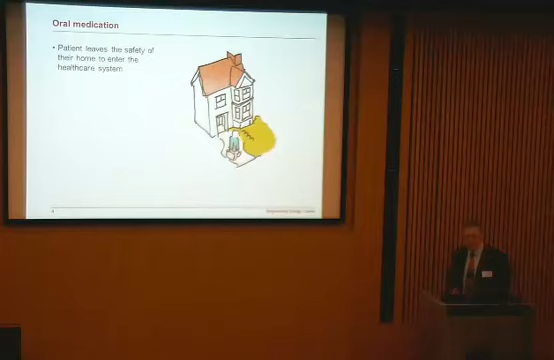 Oral medication
• Patient leaves the safety of
their home to enter the
healthcare system